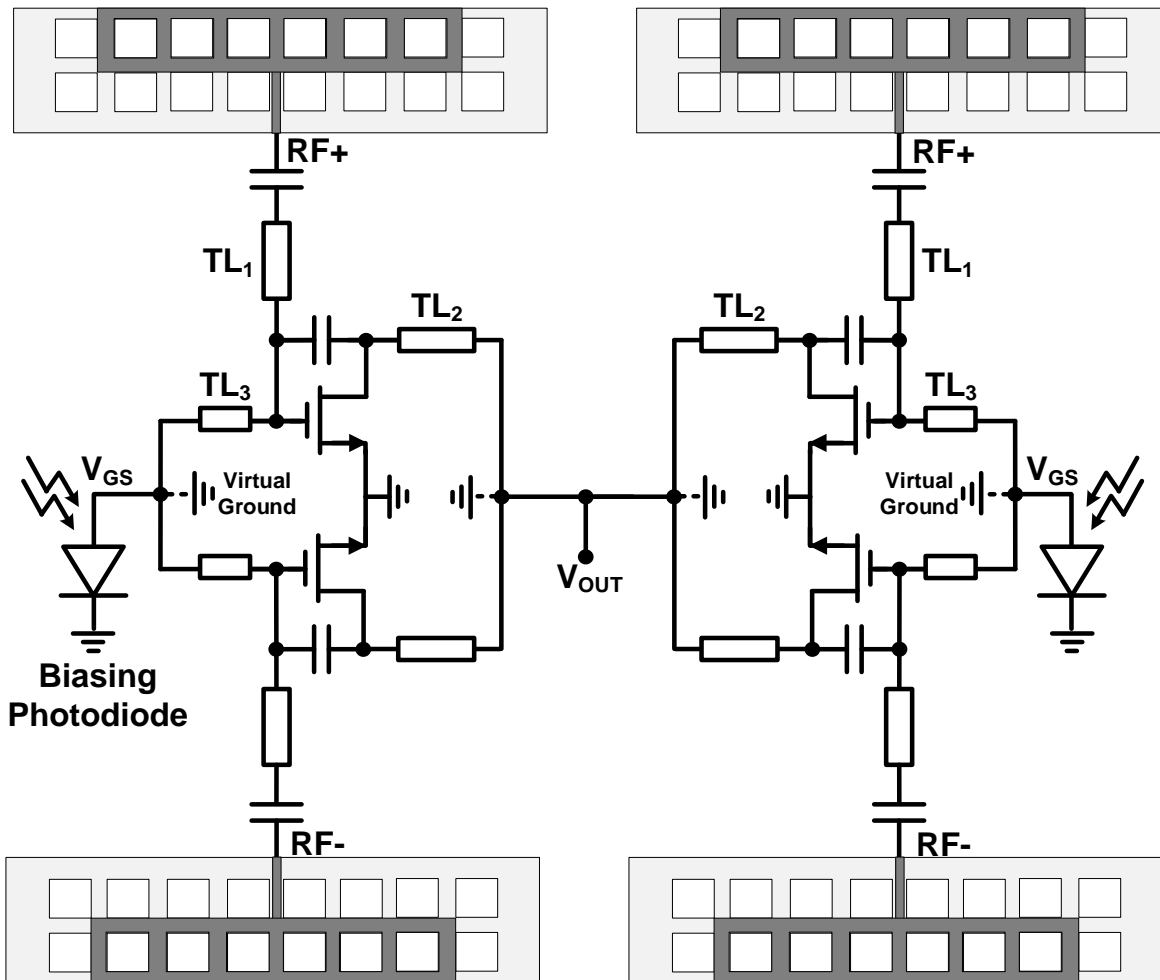 RF+
RF+
TL1
TL1
TL2
TL2
TL3
TL3
VGS
Virtual
Ground
Virtual
Ground
VGS
VOUT
Biasing
Photodiode
RF-
RF-